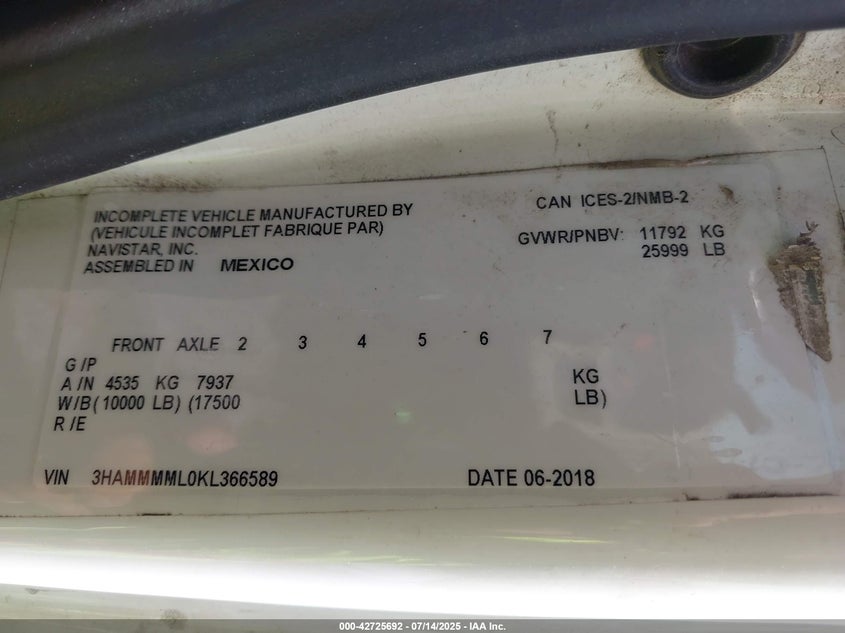 INCOMPLETE VEHICLE MANUFACTURED BY
(VEHICULE INCOMPLET FABRIQUE PAR)
NAVISTAR, INC.
ASSEMBLED IN MEXICO
CAN ICES-2/NMB-2
GVWR/PNBV: 11792 KG
25999 LB
FRONT AXLE 2 3 4 5 6 7
G /P
A /N 4535 KG 7937 KG
W/B( 10000 LB) (17500 LB)
R /E
VIN 3HAMMMML0KL366589 DATE 06-2018
000-42725692 - 07/14/2025 - IAA Inc.